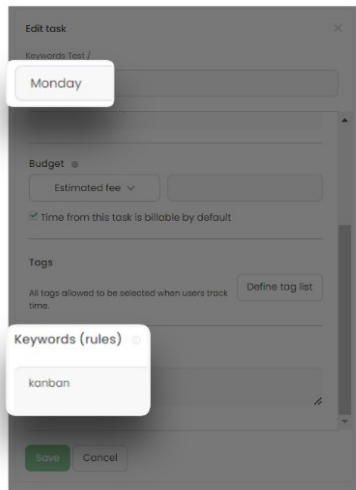 Edit task
Keywords Test /
Monday
Budget
Estimated fee
Time from this task is billable by default
Tags
All tags allowed to be selected when users track
time.
Define tag list
Keywords (rules)
kanban
Save Cancel